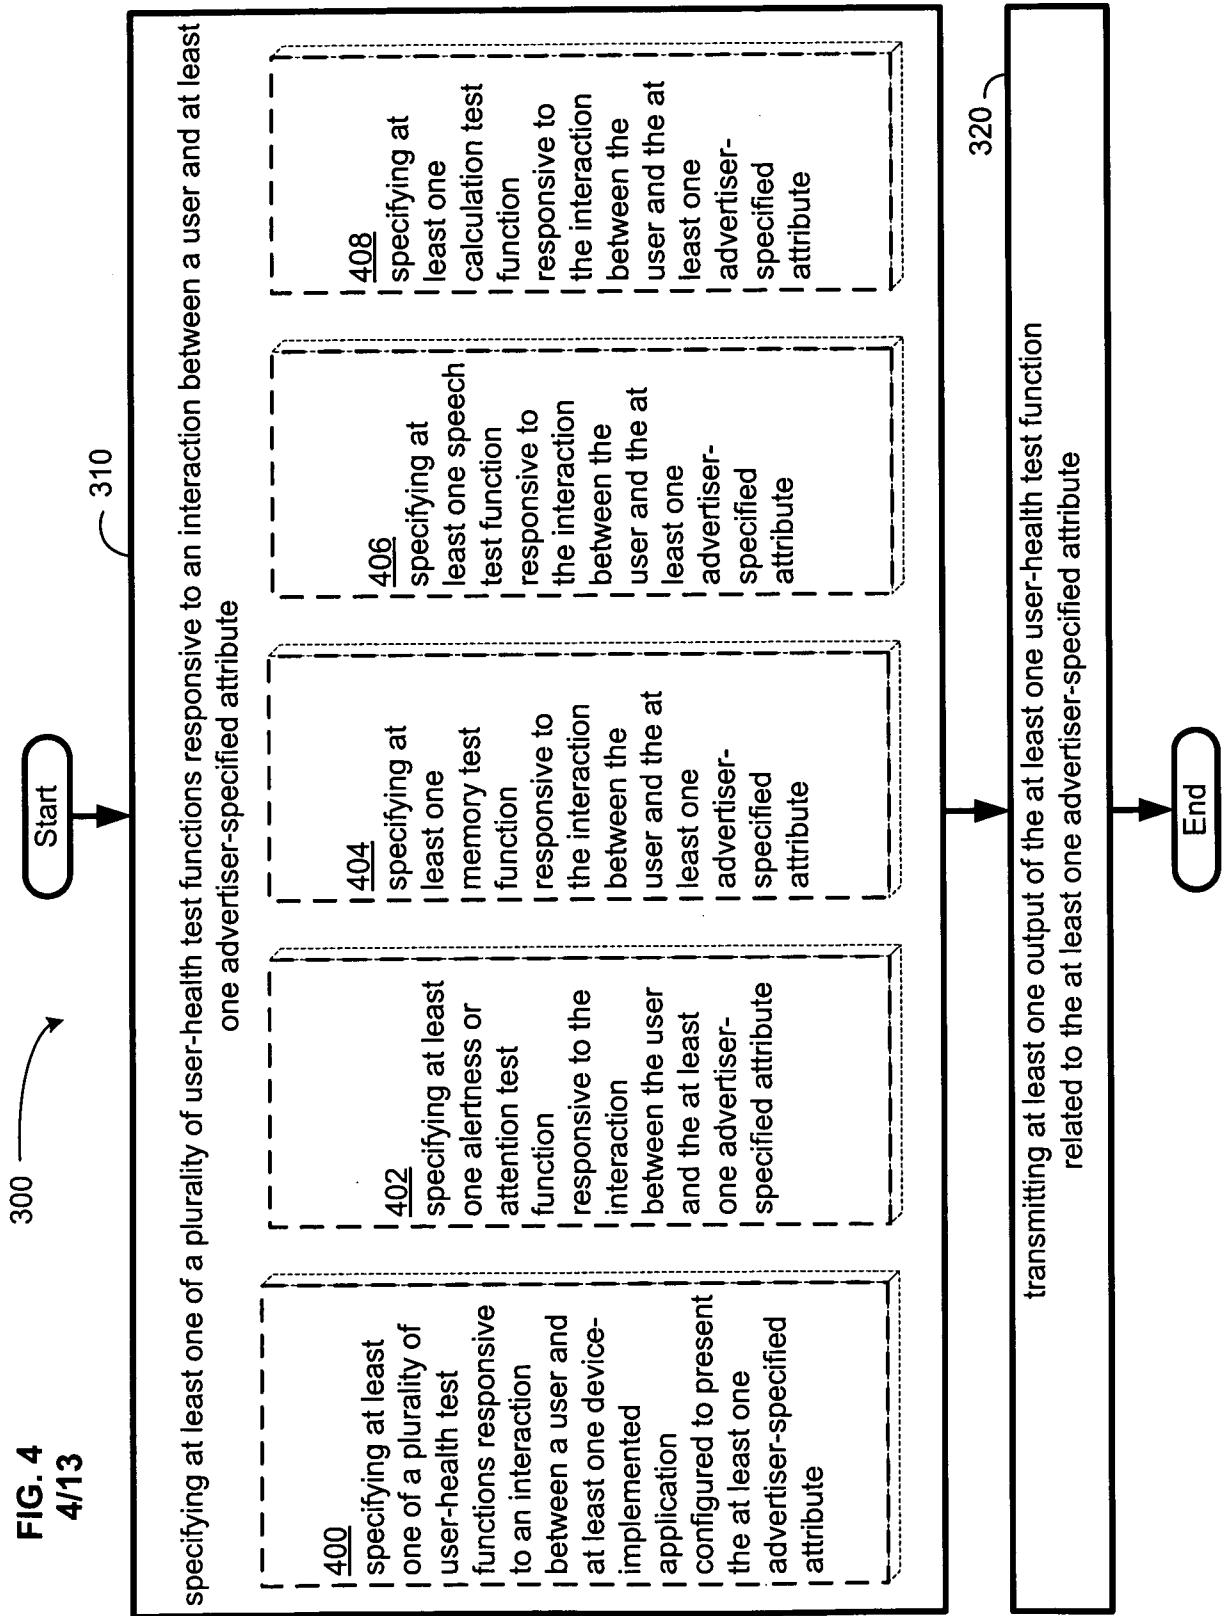 FIG. 4
4/13
300
Start
310
specifying at least one of a plurality of user-health test functions responsive to an interaction between a user and at least
one advertiser-specified attribute
400
specifying at least
one of a plurality of
user-health test
functions responsive
to an interaction
between a user and
at least one device-
implemented
application
configured to present
the at least one
advertiser-specified
attribute
402
specifying at least
one alertness or
attention test
function
responsive to the
interaction
between the user
and the at least
one advertiser-
specified attribute
404
specifying at
least one
memory test
function
responsive to
the interaction
between the
user and the at
least one
advertiser-
specified
attribute
406
specifying at
least one speech
test function
responsive to
the interaction
between the
user and the at
least one
advertiser-
specified
attribute
408
specifying at
least one
calculation test
function
responsive to
the interaction
between the
user and the at
least one
advertiser-
specified
attribute
320
transmitting at least one output of the at least one user-health test function
related to the at least one advertiser-specified attribute
End